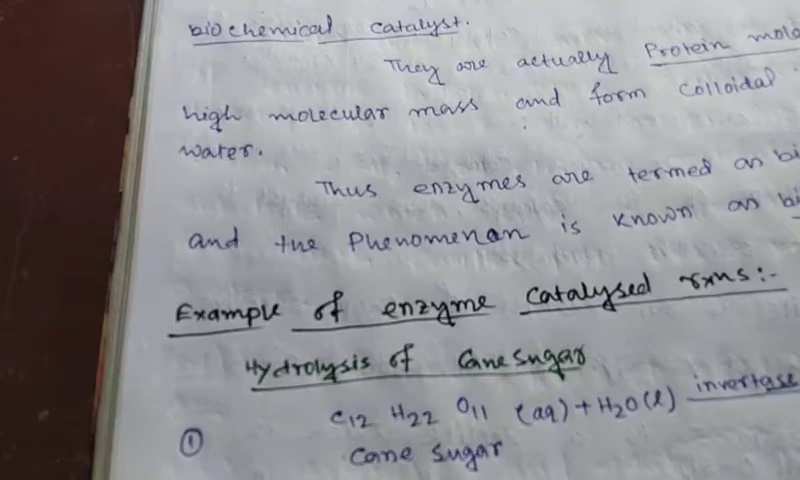 biochemical catalyst.
They are actually Protein
high molecular mass and form colloidal
water.
Thus enzymes are termed as
and the Phenomenan is known as
Example of enzyme catalysed rxns:-
Hydrolysis of Cane sugar
① C12 H22 O11 (aq) + H2O (l) invertase
Cane sugar